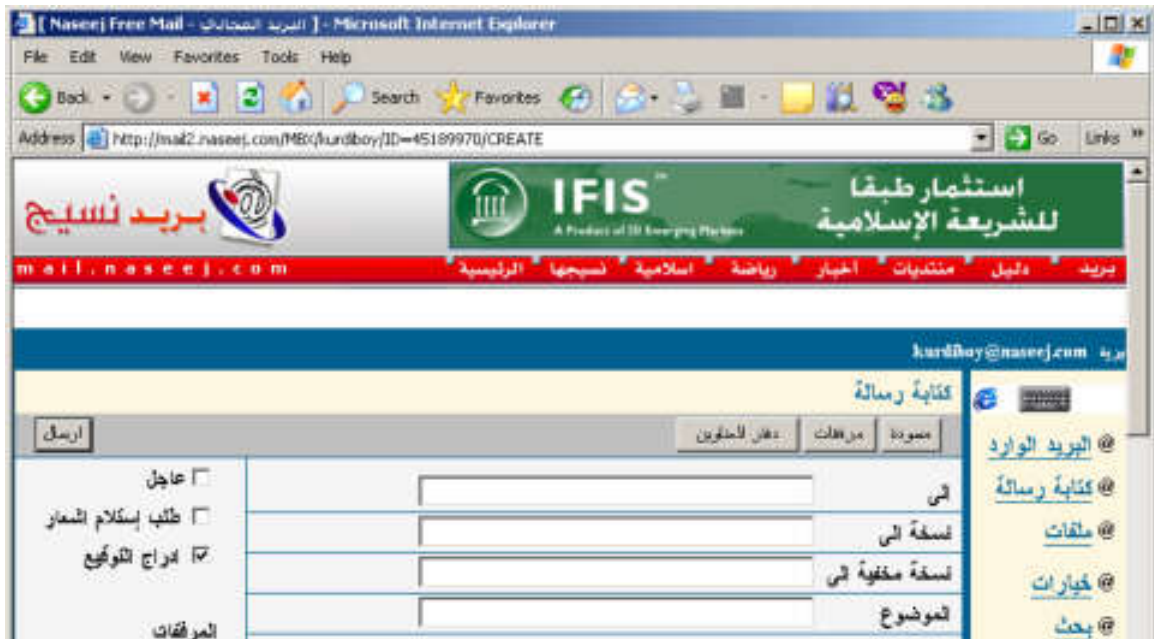 [ Naseej Free Mail - البريد المجاني ] - Microsoft Internet Explorer
File Edit View Favorites Tools Help
Back Search Favorites
Address http://mail2.naseej.com/MBX/kurdiboy/ID=45189970/CREATE Go Links »
بريد نسيج
IFIS
استثمار طبقا
للشريعة الإسلامية
A Product of Emerging Markets
mail.naseej.com
بريد دليل منتديات أخبار رياضة اسلامية نسيجها الرئيسية
kurdiboy@naseej.com
كتابة رسالة
مسودة مرفقات دفتر العناوين ارسال
@ البريد الوارد
@ كتابة رسالة
@ ملفات
@ خيارات
@ بحث
الى
نسخة الى
نسخة مخفية الى
الموضوع
عاجل
طلب إستلام اشعار
ادراج التوقيع
المرفقات